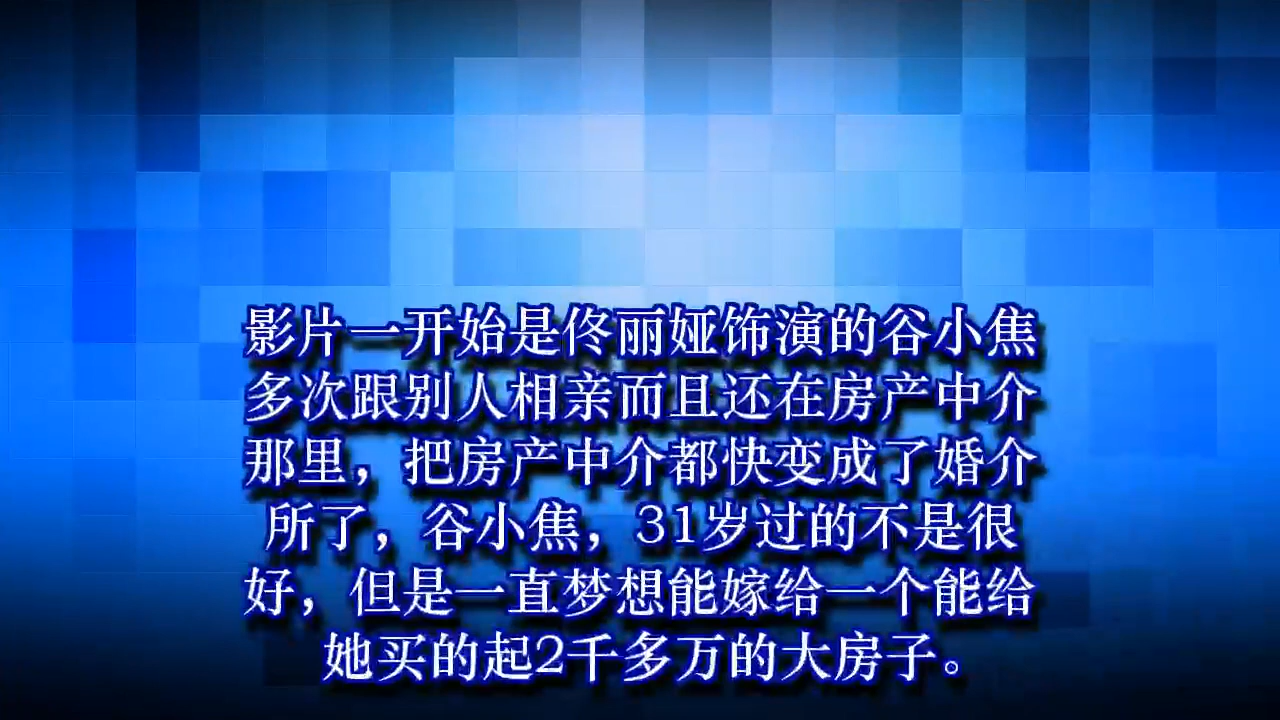 影片一开始是佟丽娅饰演的谷小焦
多次跟别人相亲而且还在房产中介
那里，把房产中介都快变成了婚介
所了，谷小焦，31岁过的不是很
好，但是一直梦想能嫁给一个能给
她买的起2千多万的大房子。